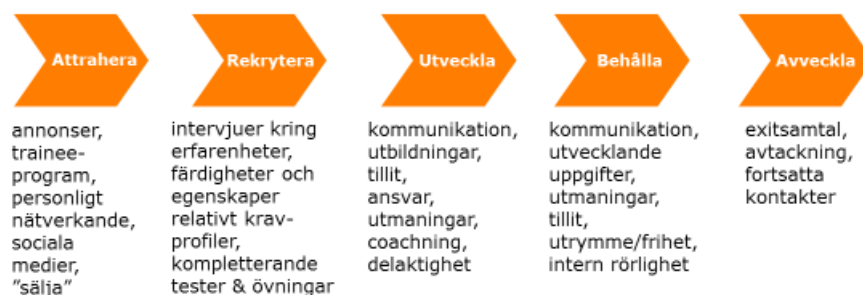 Attrahera
Rekrytera
Utveckla
Behålla
Avveckla
annonser,
trainee-
program,
personligt
nätverkande,
sociala
medier,
”sälja”
intervjuer kring
erfarenheter,
färdigheter och
egenskaper
relativt krav-
profiler,
kompletterande
tester & övningar
kommunikation,
utbildningar,
tillit,
ansvar,
utmaningar,
coachning,
delaktighet
kommunikation,
utvecklande
uppgifter,
utmaningar,
tillit,
utrymme/frihet,
intern rörlighet
exitsamtal,
avtackning,
fortsatta
kontakter